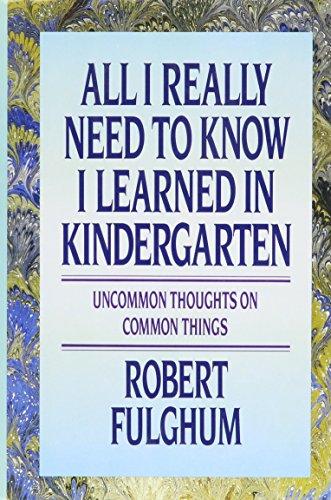 ALL I REALLY
NEED TO KNOW
I LEARNED IN
KINDERGARTEN
UNCOMMON THOUGHTS ON
COMMON THINGS
ROBERT
FULGHUM